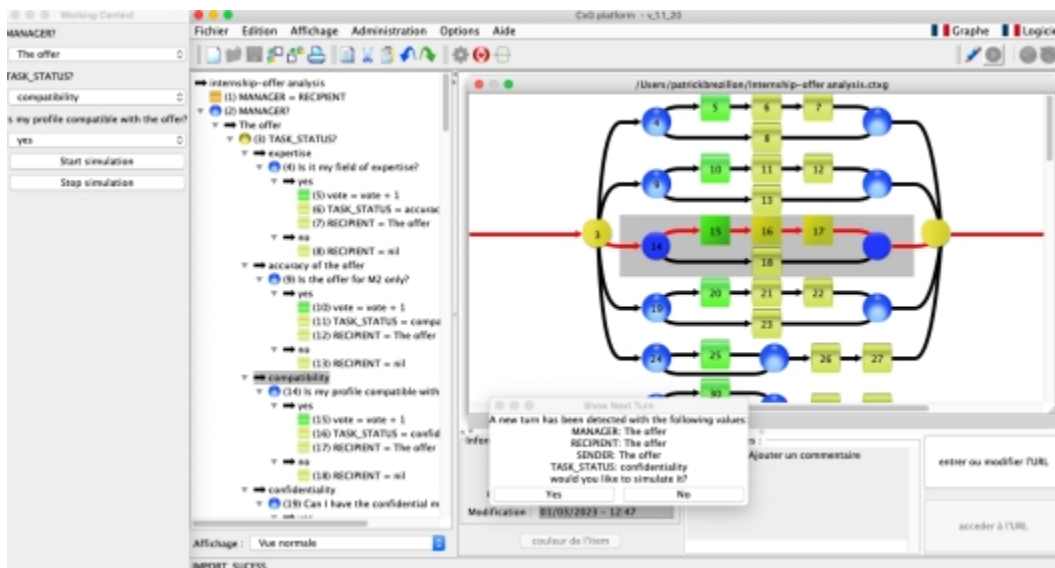 Working Context
MANAGER?
The offer
TASK_STATUS?
compatibility
s my profile compatible with the offer?
yes
Start simulation
Stop simulation
CxG platform - v_11_20
Fichier Edition Affichage Administration Options Aide
Graphe
Logicie
internship-offer analysis
(1) MANAGER = RECIPIENT
(2) MANAGER?
The offer
(3) TASK_STATUS?
expertise
(4) Is it my field of expertise?
yes
(5) vote = vote + 1
(6) TASK_STATUS = accurac
(7) RECIPIENT = The offer
no
(8) RECIPIENT = nil
accuracy of the offer
(9) Is the offer for M2 only?
yes
(10) vote = vote + 1
(11) TASK_STATUS = compa
(12) RECIPIENT = The offer
no
(13) RECIPIENT = nil
compatibility
(14) Is my profile compatible with
yes
(15) vote = vote + 1
(16) TASK_STATUS = confid
(17) RECIPIENT = The offer
no
(18) RECIPIENT = nil
confidentiality
(19) Can I have the confidential m
Affichage : Vue normale
IMPORT_SUCESS
/Users/patrickbrezillon/Internship-offer analysis.ctxg
5 6 7
4
8
10 11 12
9
13
3
15 16 17
14
18
20 21 22
19
23
24 25 26 27
30
Show Next Turn
A new turn has been detected with the following values
MANAGER: The offer
RECIPIENT: The offer
SENDER: The offer
TASK_STATUS: confidentiality
would you like to simulate it?
Yes No
Modification : 01/03/2023 - 12:47
couleur de l'item
Ajouter un commentaire
entrer ou modifier l'URL
acceder à l'URL